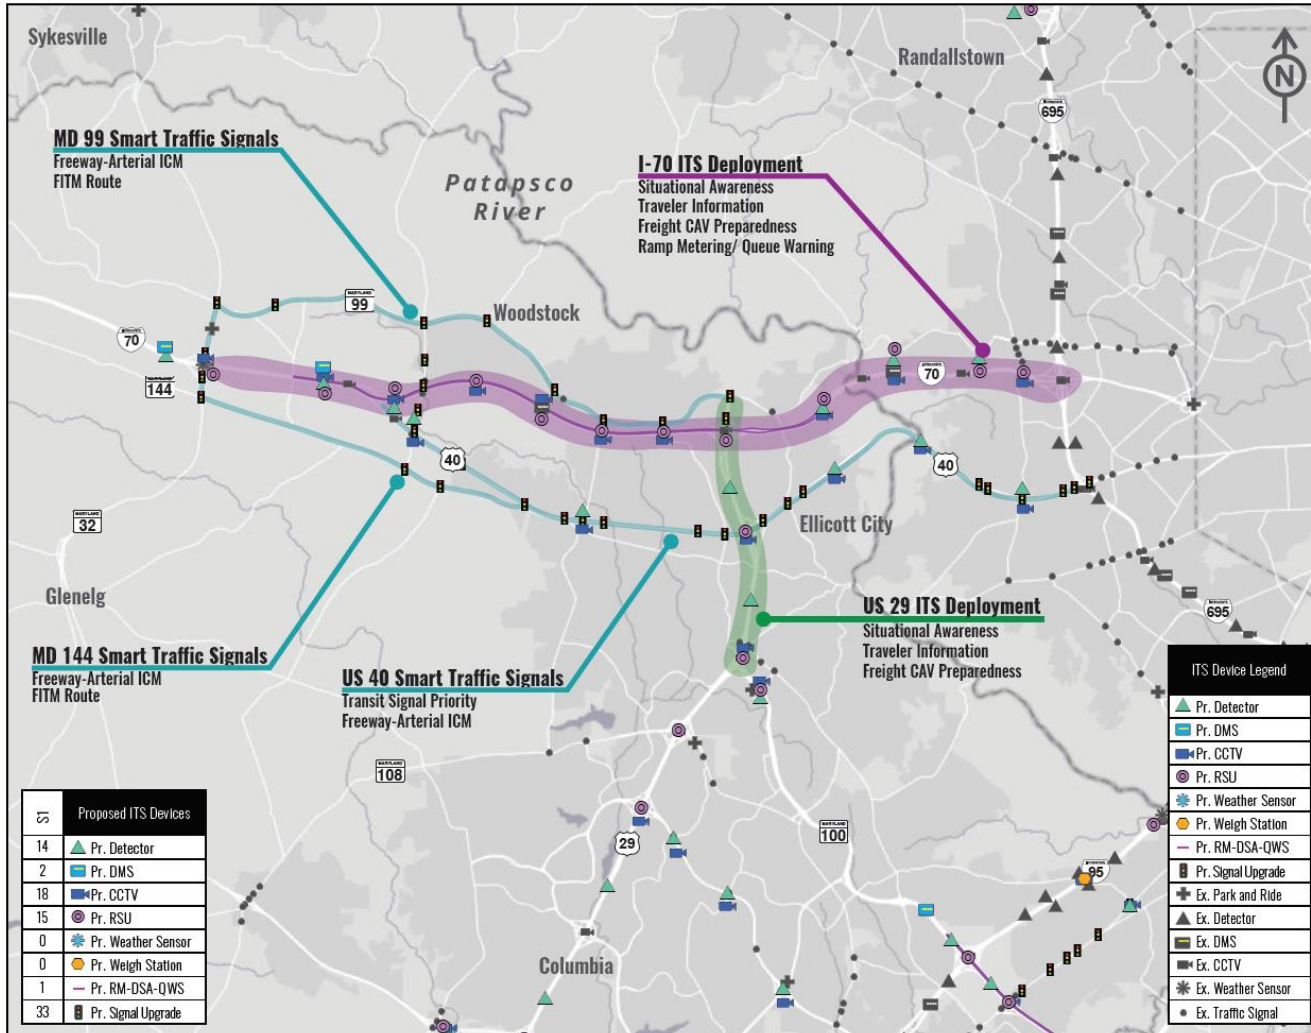 Sykesville
Randallstown
N
695
MD 99 Smart Traffic Signals
Freeway-Arterial ICM
FITM Route
Patapsco
River
I-70 ITS Deployment
Situational Awareness
Traveler Information
Freight CAV Preparedness
Ramp Metering/ Queue Warning
MARYLAND
99
Woodstock
70
MARYLAND
144
70
40
40
MARYLAND
32
Ellicott City
Glenelg
695
MD 144 Smart Traffic Signals
Freeway-Arterial ICM
FITM Route
US 40 Smart Traffic Signals
Transit Signal Priority
Freeway-Arterial ICM
US 29 ITS Deployment
Situational Awareness
Traveler Information
Freight CAV Preparedness
MARYLAND
108
MARYLAND
100
29
95
Columbia
S1
Proposed ITS Devices
14 Pr. Detector
2 Pr. DMS
18 Pr. CCTV
15 Pr. RSU
0 Pr. Weather Sensor
0 Pr. Weigh Station
1 Pr. RM-DSA-QWS
33 Pr. Signal Upgrade
ITS Device Legend
Pr. Detector
Pr. DMS
Pr. CCTV
Pr. RSU
Pr. Weather Sensor
Pr. Weigh Station
Pr. RM-DSA-QWS
Pr. Signal Upgrade
Ex. Park and Ride
Ex. Detector
Ex. DMS
Ex. CCTV
Ex. Weather Sensor
Ex. Traffic Signal